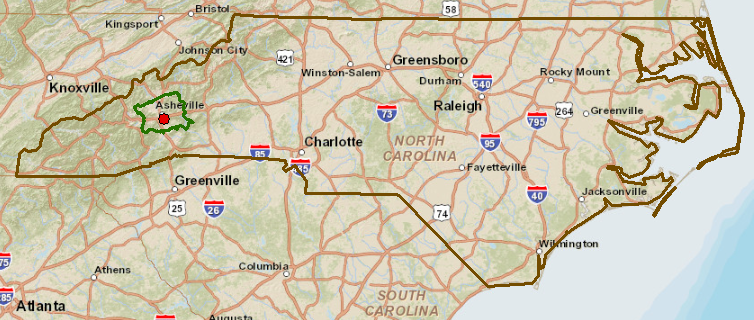 Bristol
58
Kingsport
Johnson City
421
Greensboro
Winston-Salem
Knoxville
Durham
540
Rocky Mount
Asheville
Raleigh
264
Greenville
73
795
Charlotte
NORTH
CAROLINA
95
85
Fayetteville
Greenville
40
Jacksonville
25
26
74
Wilmington
Columbia
75
Athens
285
Atlanta
SOUTH
CAROLINA
Augusta